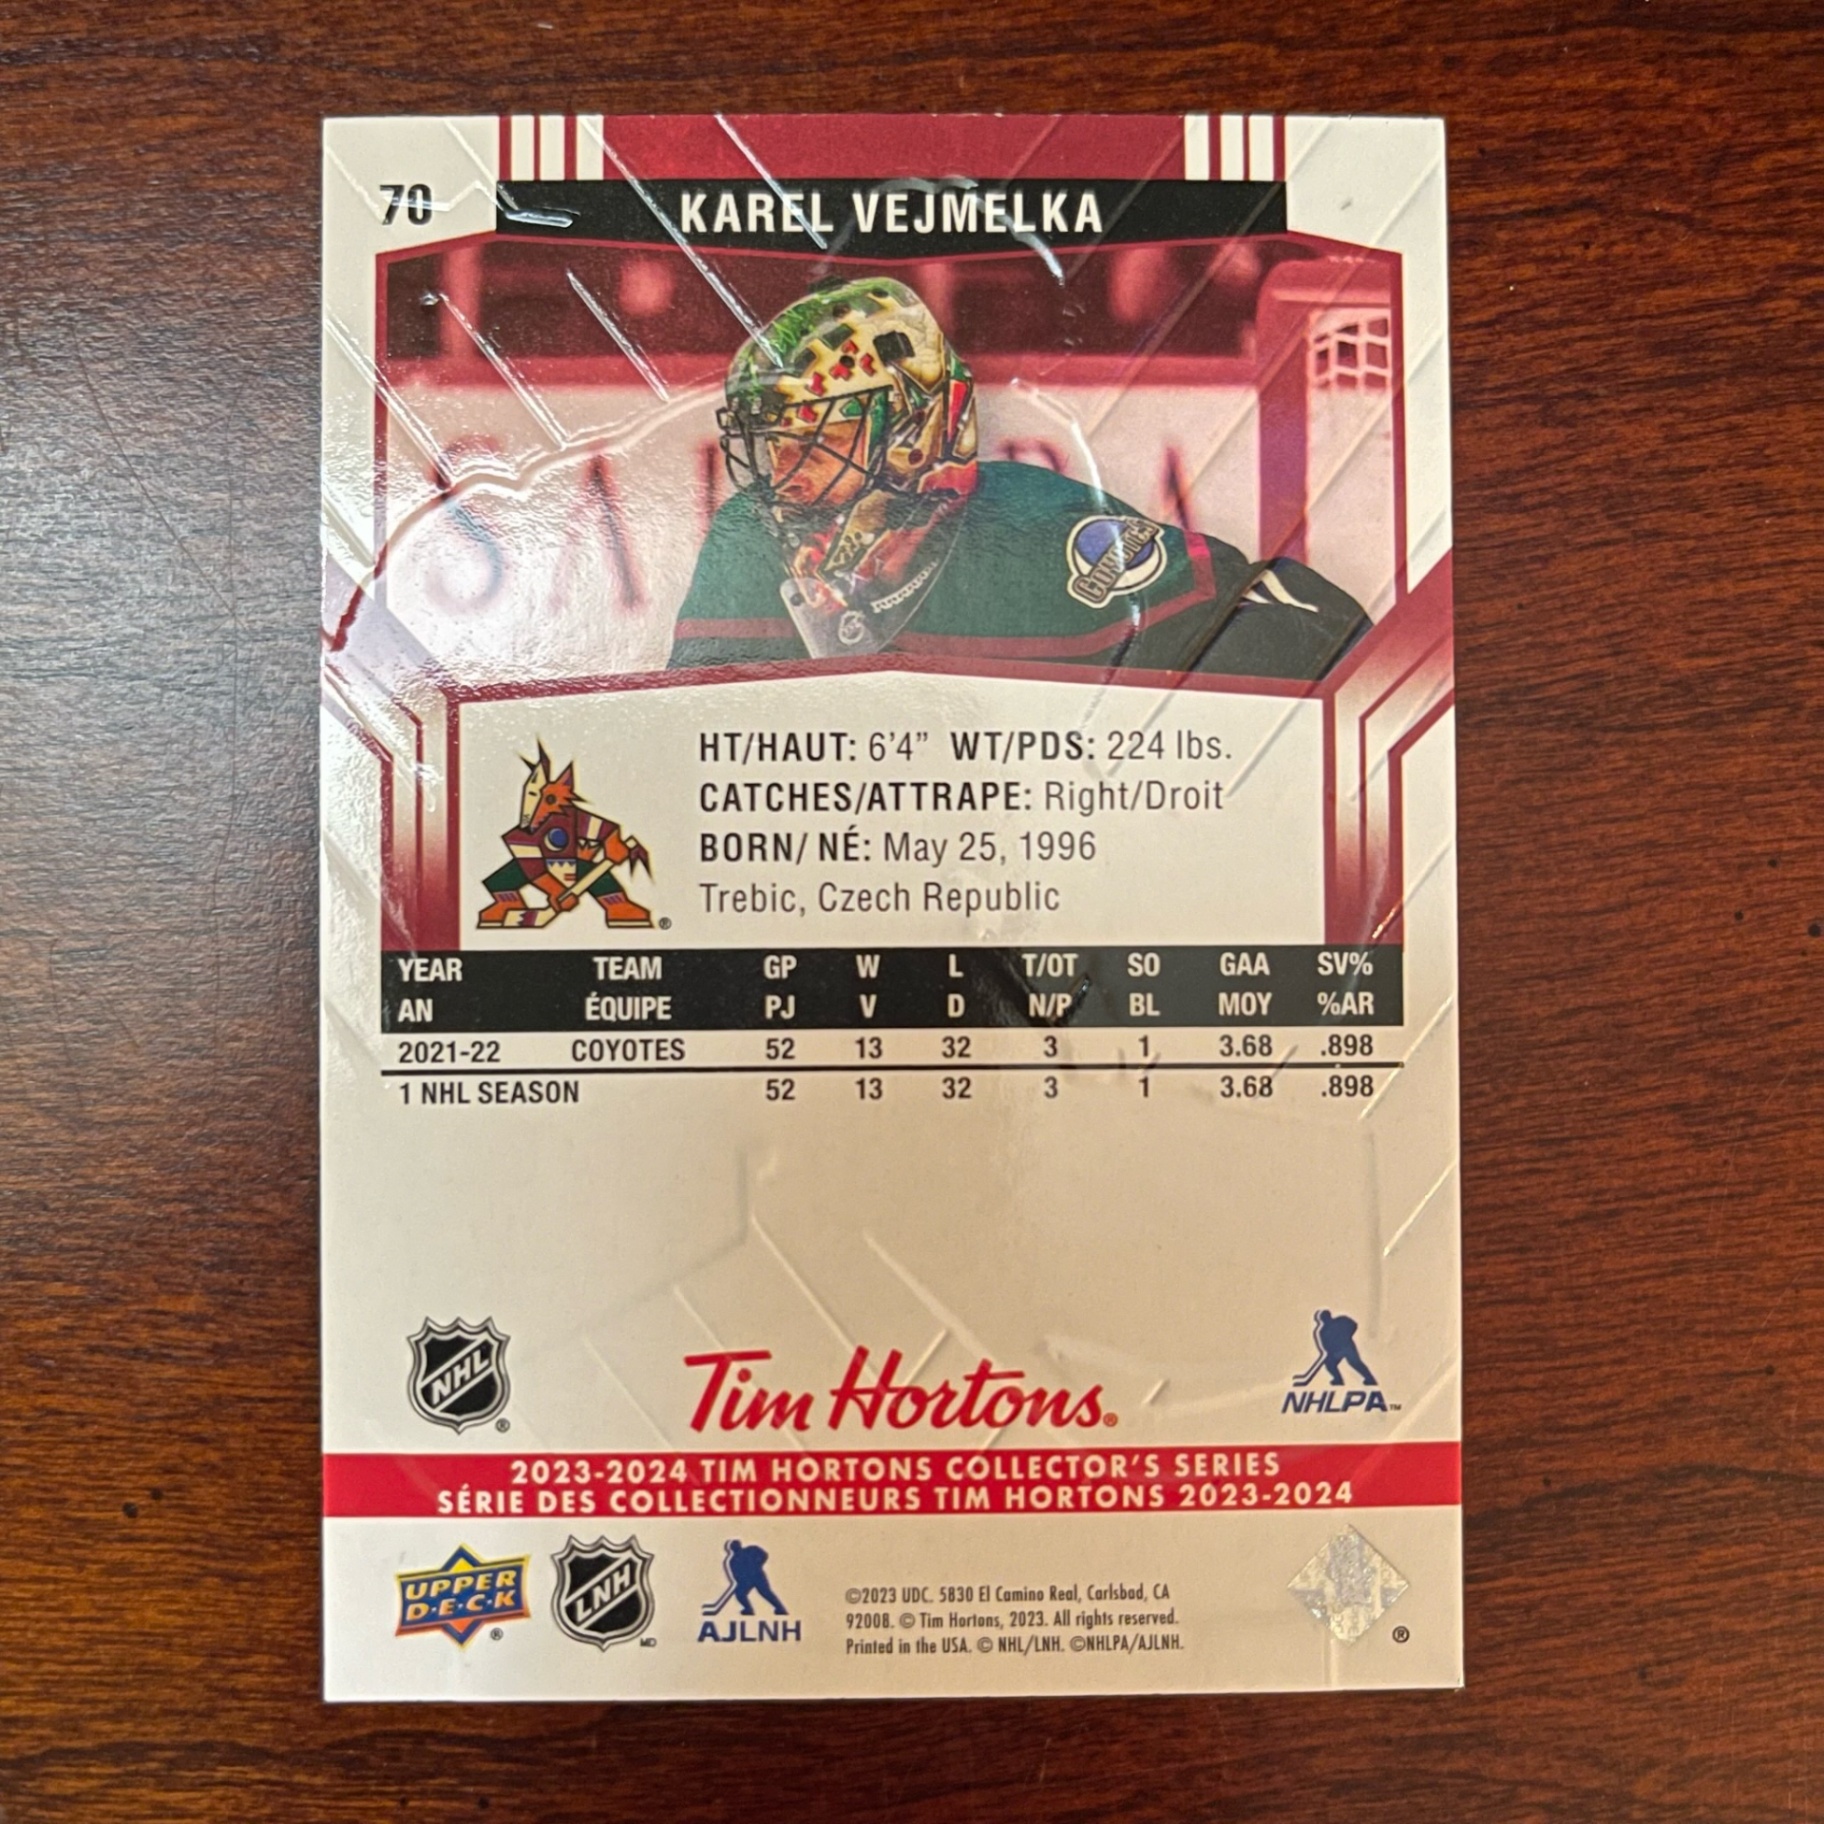 70
KAREL VEJMELKA
COYOTES
HT/HAUT: 6'4" WT/PDS: 224 lbs.
CATCHES/ATTRAPE: Right/Droit
BORN/ NÉ: May 25, 1996
Trebic, Czech Republic
®
YEAR TEAM GP W L T/OT SO GAA SV%
AN ÉQUIPE PJ V D N/P BL MOY %AR
2021-22 COYOTES 52 13 32 3 1 3.68 .898
1 NHL SEASON 52 13 32 3 1 3.68 .898
NHL ®
Tim Hortons®
NHLPA™
2023-2024 TIM HORTONS COLLECTOR'S SERIES
SÉRIE DES COLLECTIONNEURS TIM HORTONS 2023-2024
UPPER
D·E·C·K ®
LNH MD
AJLNH
©2023 UDC. 5830 El Camino Real, Carlsbad, CA
92008. © Tim Hortons, 2023. All rights reserved.
Printed in the USA. © NHL/LNH. ©NHLPA/AJLNH.
®